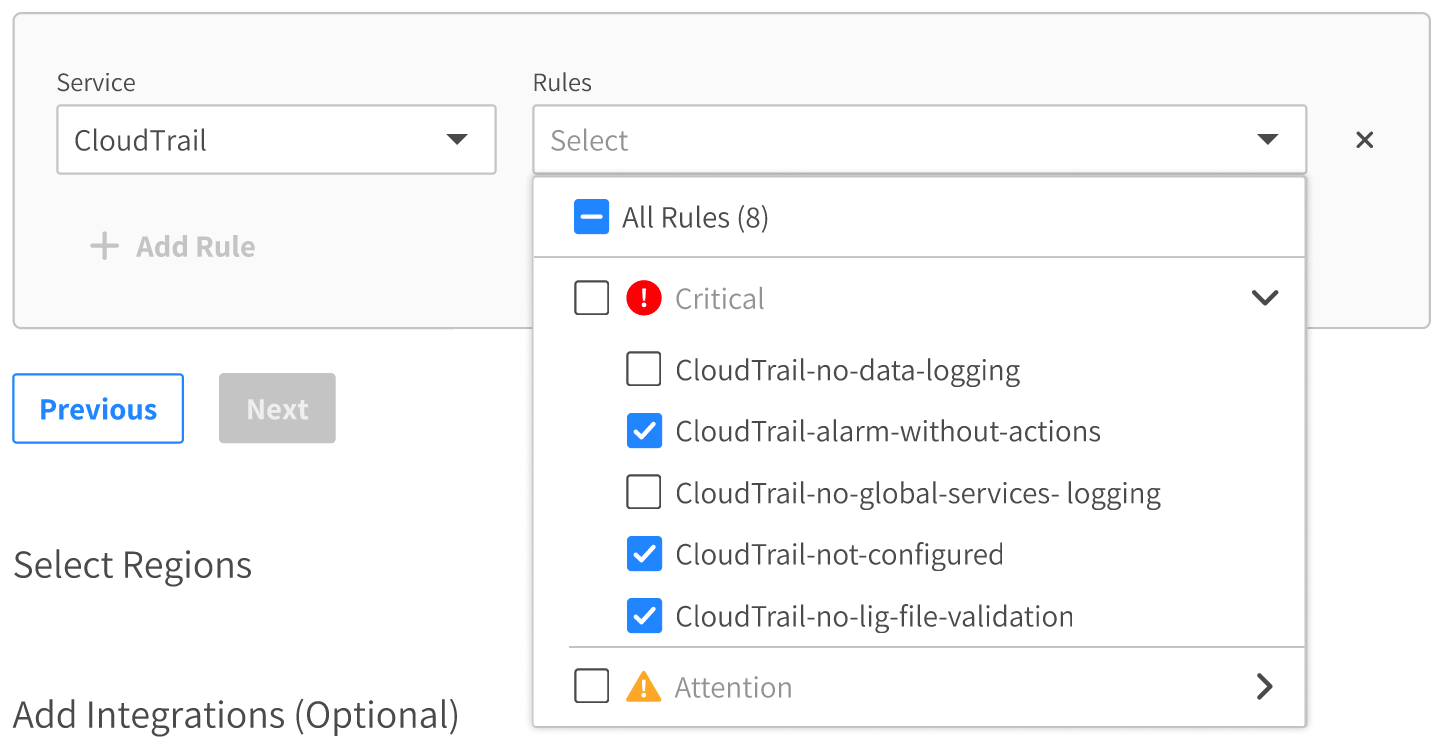 Service
Rules
CloudTrail
Select
All Rules (8)
Add Rule
Critical
CloudTrail-no-data-logging
CloudTrail-alarm-without-actions
CloudTrail-no-global-services- logging
CloudTrail-not-configured
CloudTrail-no-lig-file-validation
Attention
Previous
Next
Select Regions
Add Integrations (Optional)